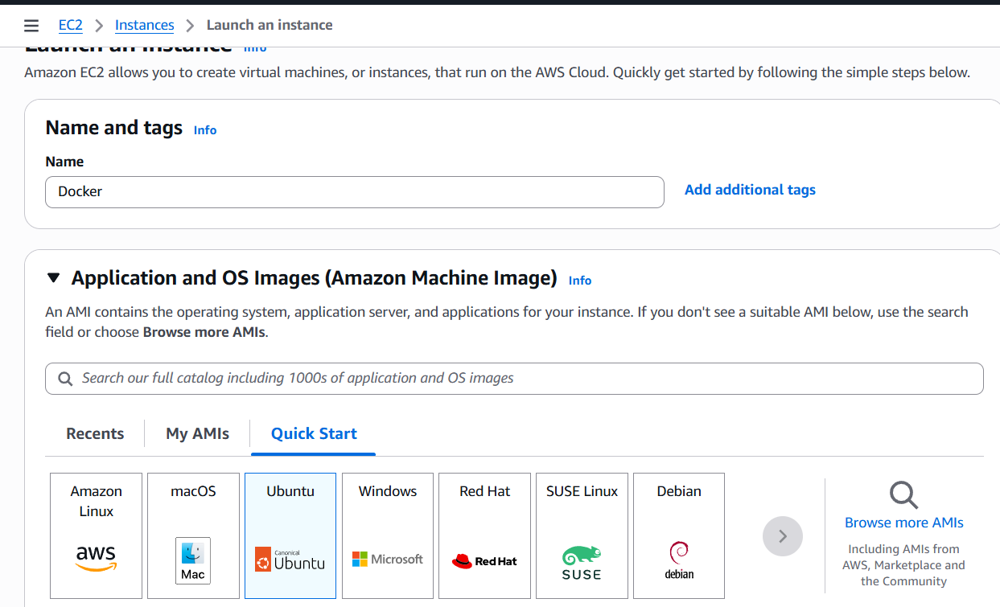 EC2 > Instances > Launch an instance
Launch an instance Info
Amazon EC2 allows you to create virtual machines, or instances, that run on the AWS Cloud. Quickly get started by following the simple steps below.
Name and tags Info
Name
Docker
Add additional tags
Application and OS Images (Amazon Machine Image) Info
An AMI contains the operating system, application server, and applications for your instance. If you don't see a suitable AMI below, use the search
field or choose Browse more AMIs.
Search our full catalog including 1000s of application and OS images
Recents
My AMIs
Quick Start
Amazon
Linux
aws
macOS
Mac
Ubuntu
Canonical
Ubuntu
Windows
Microsoft
Red Hat
Red Hat
SUSE Linux
SUSE
Debian
debian
Browse more AMIs
Including AMIs from
AWS, Marketplace and
the Community